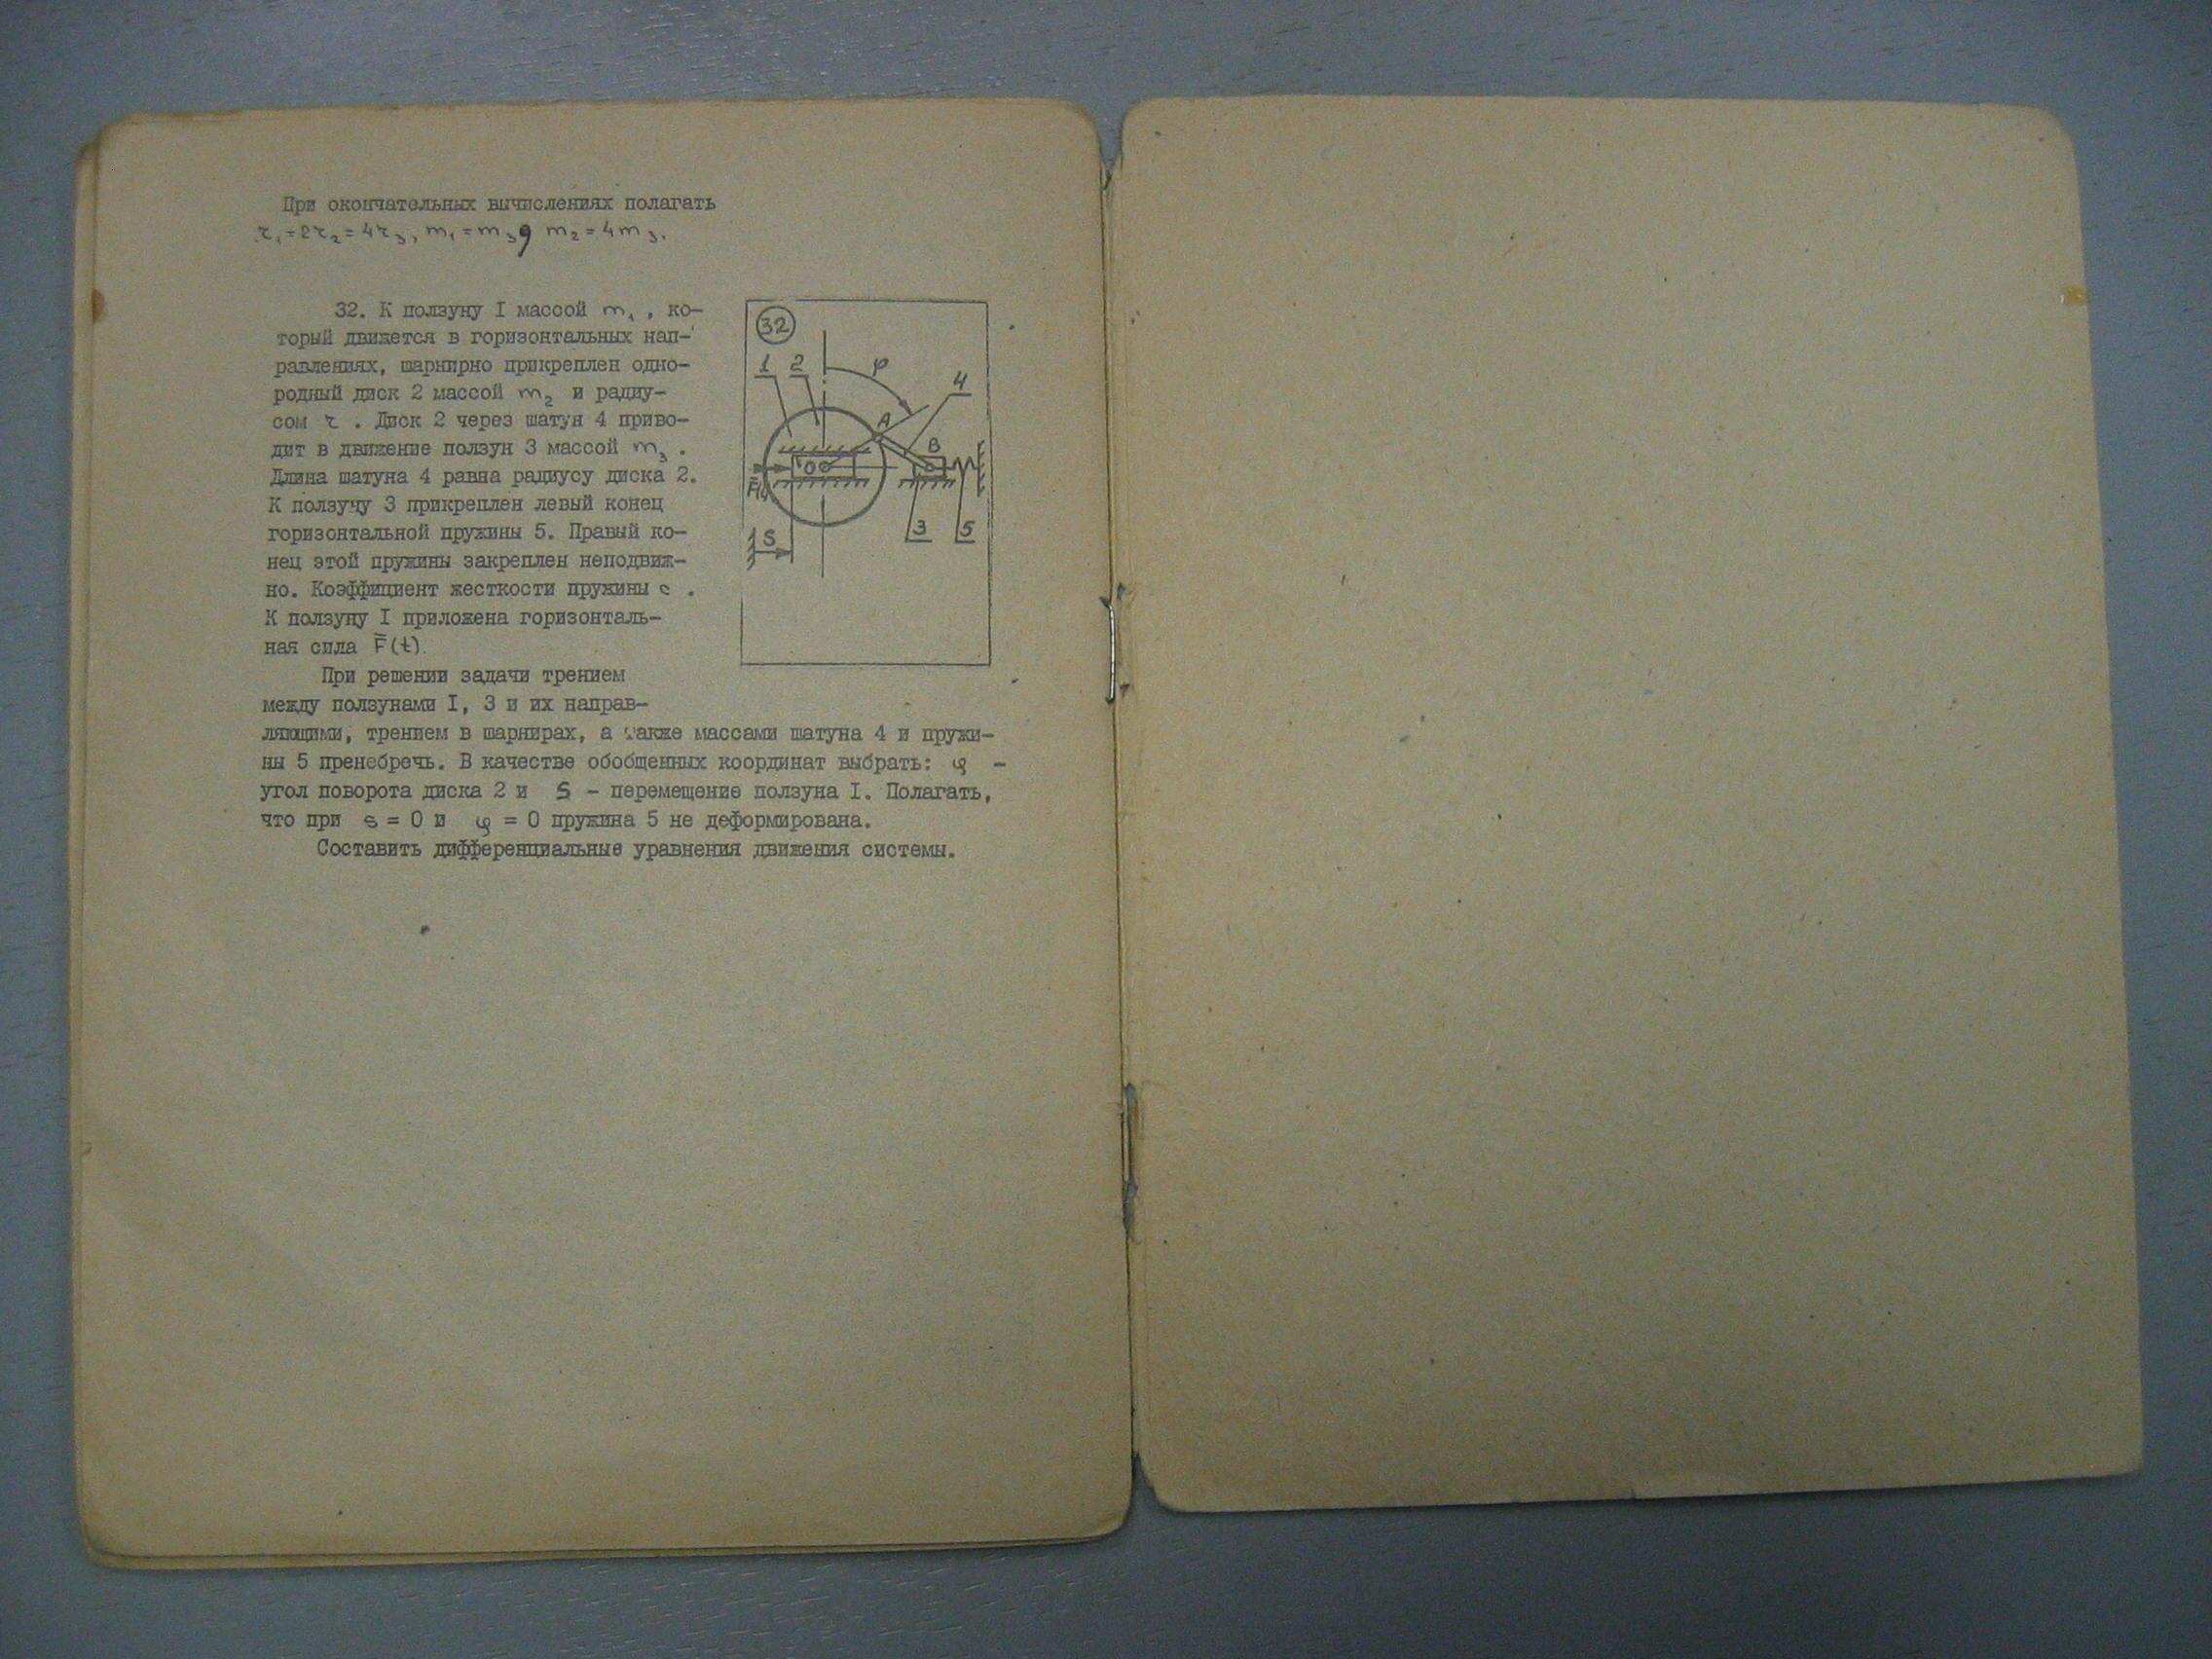 При окончательных вычислениях полагать
r₁=2r₂=4r₃, m₁=m₃, m₂=4m₃.
32. К ползуну I массой m₁, ко-
торый движется в горизонтальных нап-
равлениях, шарнирно прикреплен одно-
родный диск 2 массой m₂ и радиу-
сом r. Диск 2 через шатун 4 приво-
дит в движение ползун 3 массой m₃.
Длина шатуна 4 равна радиусу диска 2.
К ползучу 3 прикреплен левый конец
горизонтальной пружины 5. Правый ко-
нец этой пружины закреплен неподвиж-
но. Коэффициент жесткости пружины c.
К ползуну I приложена горизонталь-
ная сила F̄(t).
При решении задачи трением
между ползунами I, 3 и их направ-
ляющими, трением в шарнирах, а также массами шатуна 4 и пружи-
ны 5 пренебречь. В качестве обобщенных координат выбрать: φ -
угол поворота диска 2 и S - перемещение ползуна I. Полагать,
что при s = 0 и φ = 0 пружина 5 не деформирована.
Составить дифференциальные уравнения движения системы.
32
1 2 φ 4
A
B
O
F̄(t)
S 3 5